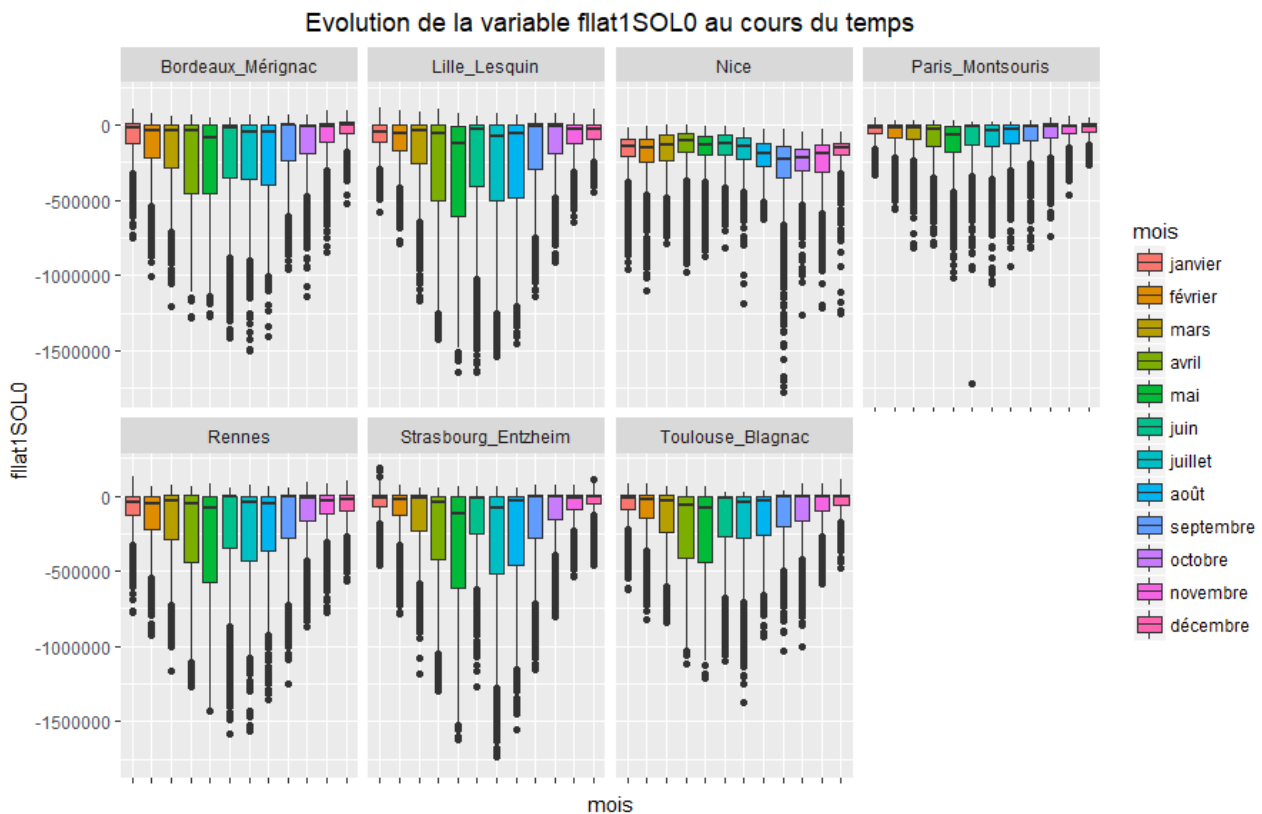 Evolution de la variable fllat1SOL0 au cours du temps
Bordeaux_Mérignac
Lille_Lesquin
Nice
Paris_Montsouris
0
-500000
-1000000
-1500000
Rennes
Strasbourg_Entzheim
Toulouse_Blagnac
0
-500000
-1000000
-1500000
fllat1SOL0
mois
mois
janvier
février
mars
avril
mai
juin
juillet
août
septembre
octobre
novembre
décembre